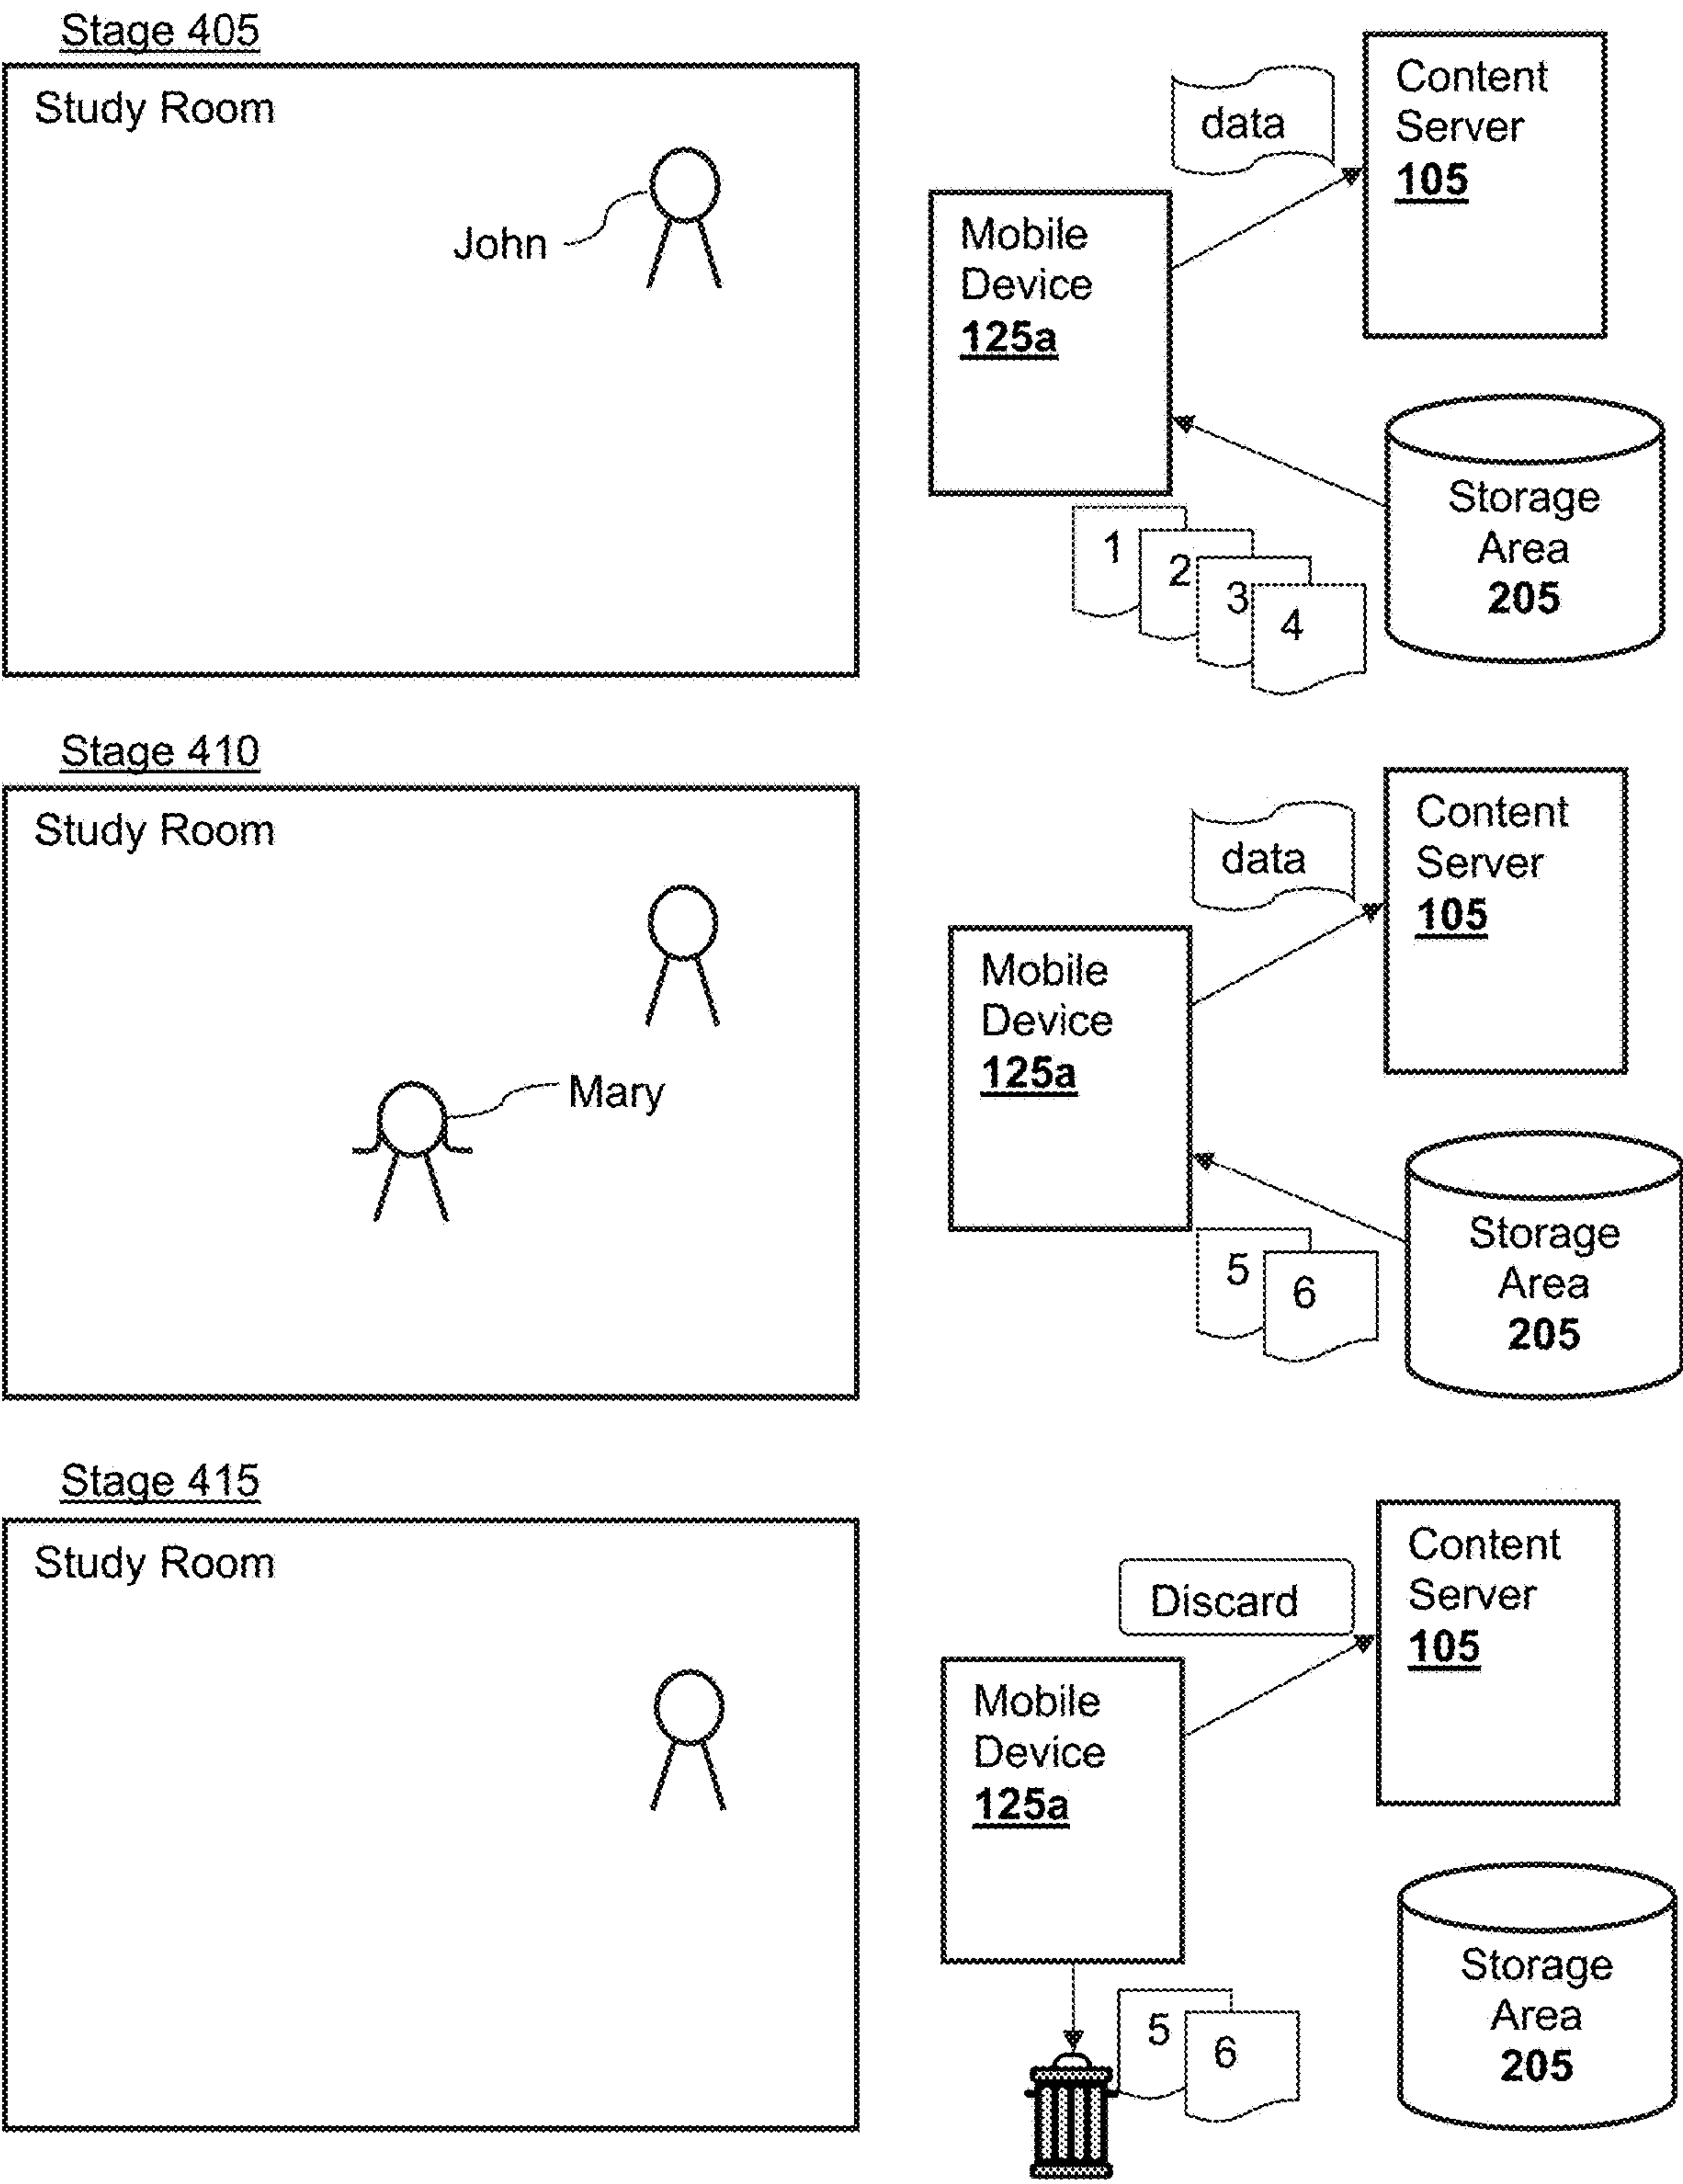 Stage 405
Study Room
John
data
Content
Server
105
Mobile
Device
125a
1
2
3
4
Storage
Area
205
Stage 410
Study Room
Mary
data
Content
Server
105
Mobile
Device
125a
5
6
Storage
Area
205
Stage 415
Study Room
Discard
Content
Server
105
Mobile
Device
125a
5
6
Storage
Area
205